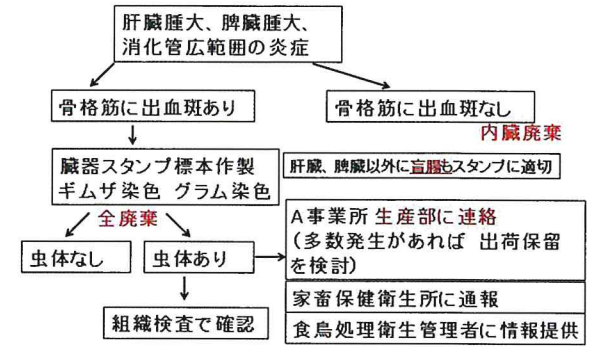 肝臓腫大、脾臓腫大、
消化管広範囲の炎症
骨格筋に出血斑あり
骨格筋に出血斑なし
内臓廃棄
臓器スタンプ標本作製
ギムザ染色 グラム染色
肝臓、脾臓以外に盲腸もスタンプに適切
全廃棄
虫体なし
虫体あり
A事業所 生産部に連絡
（多数発生があれば 出荷保留
を検討）
家畜保健衛生所に通報
食鳥処理衛生管理者に情報提供
組織検査で確認